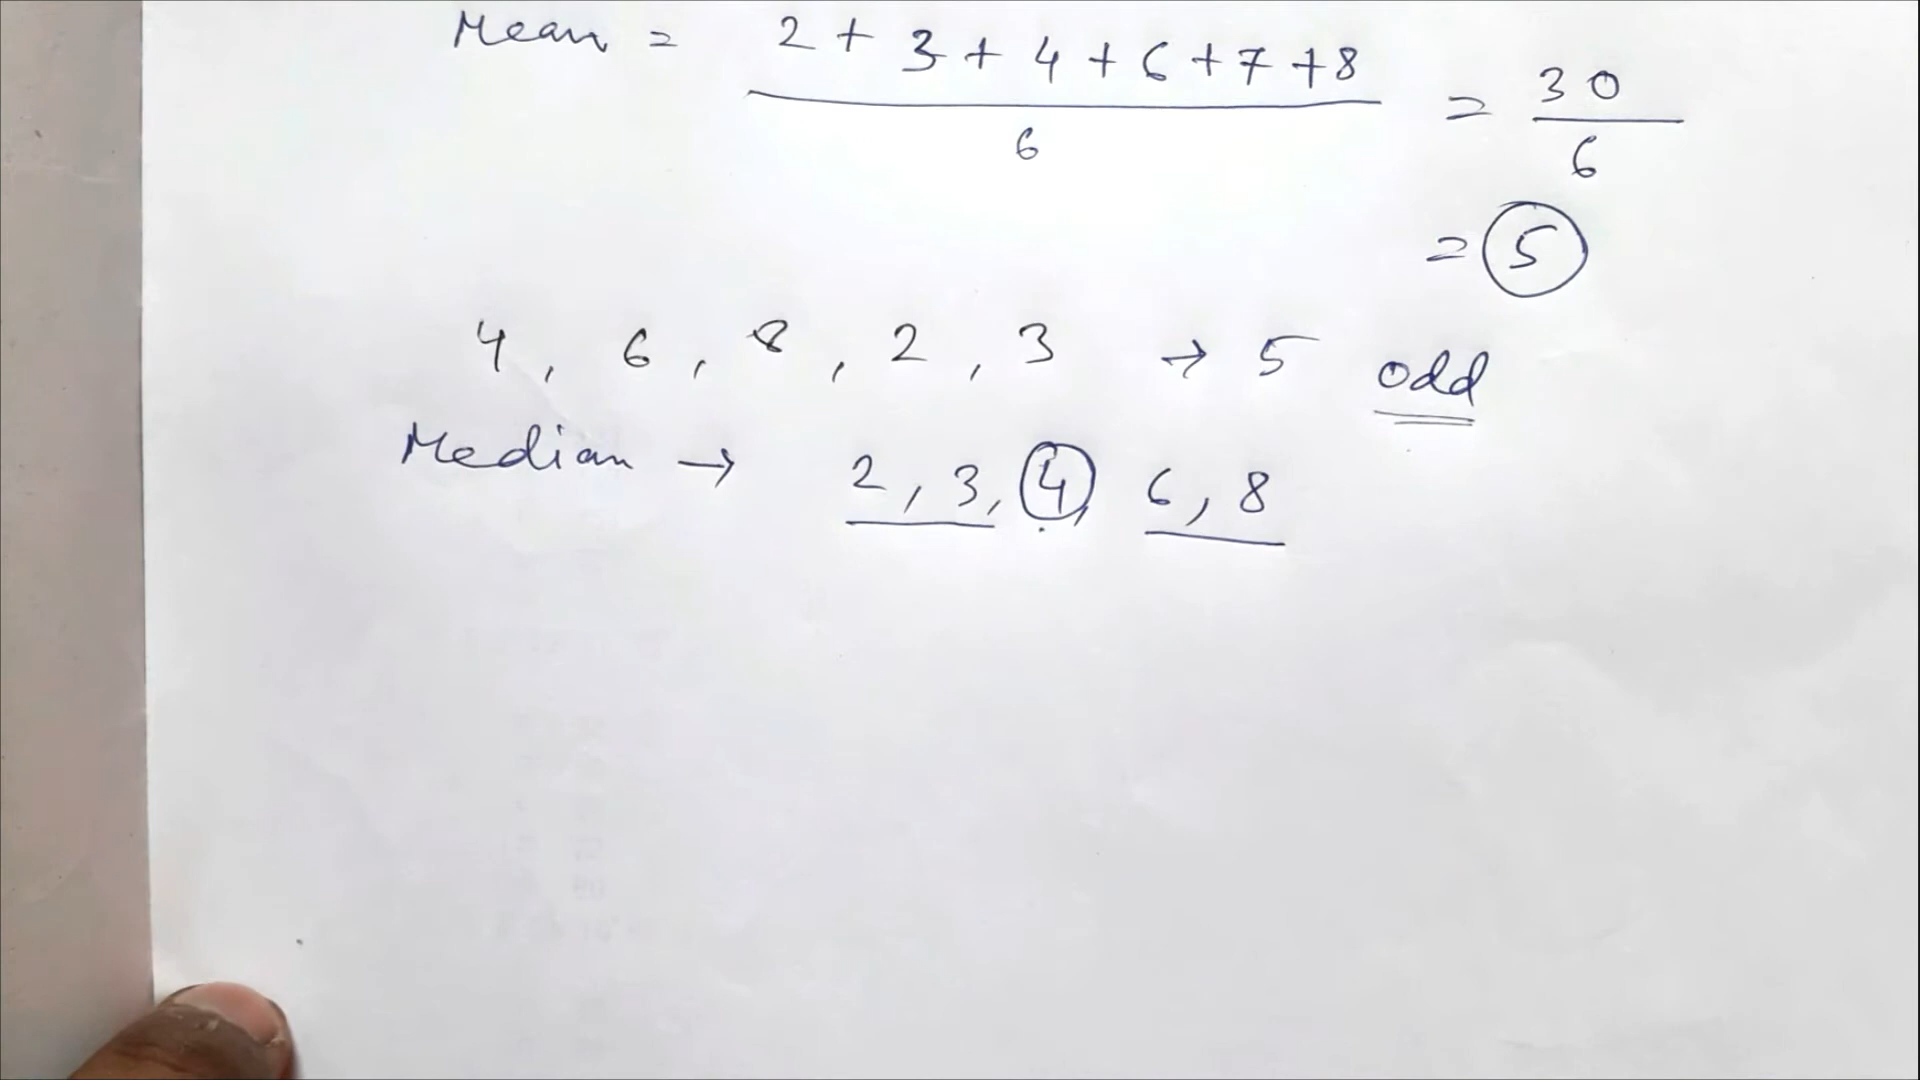 Mean = 2 + 3 + 4 + 6 + 7 + 8 = 30
6 6
= 5
4, 6, 8, 2, 3 → 5 odd
Median → 2, 3, 4, 6, 8